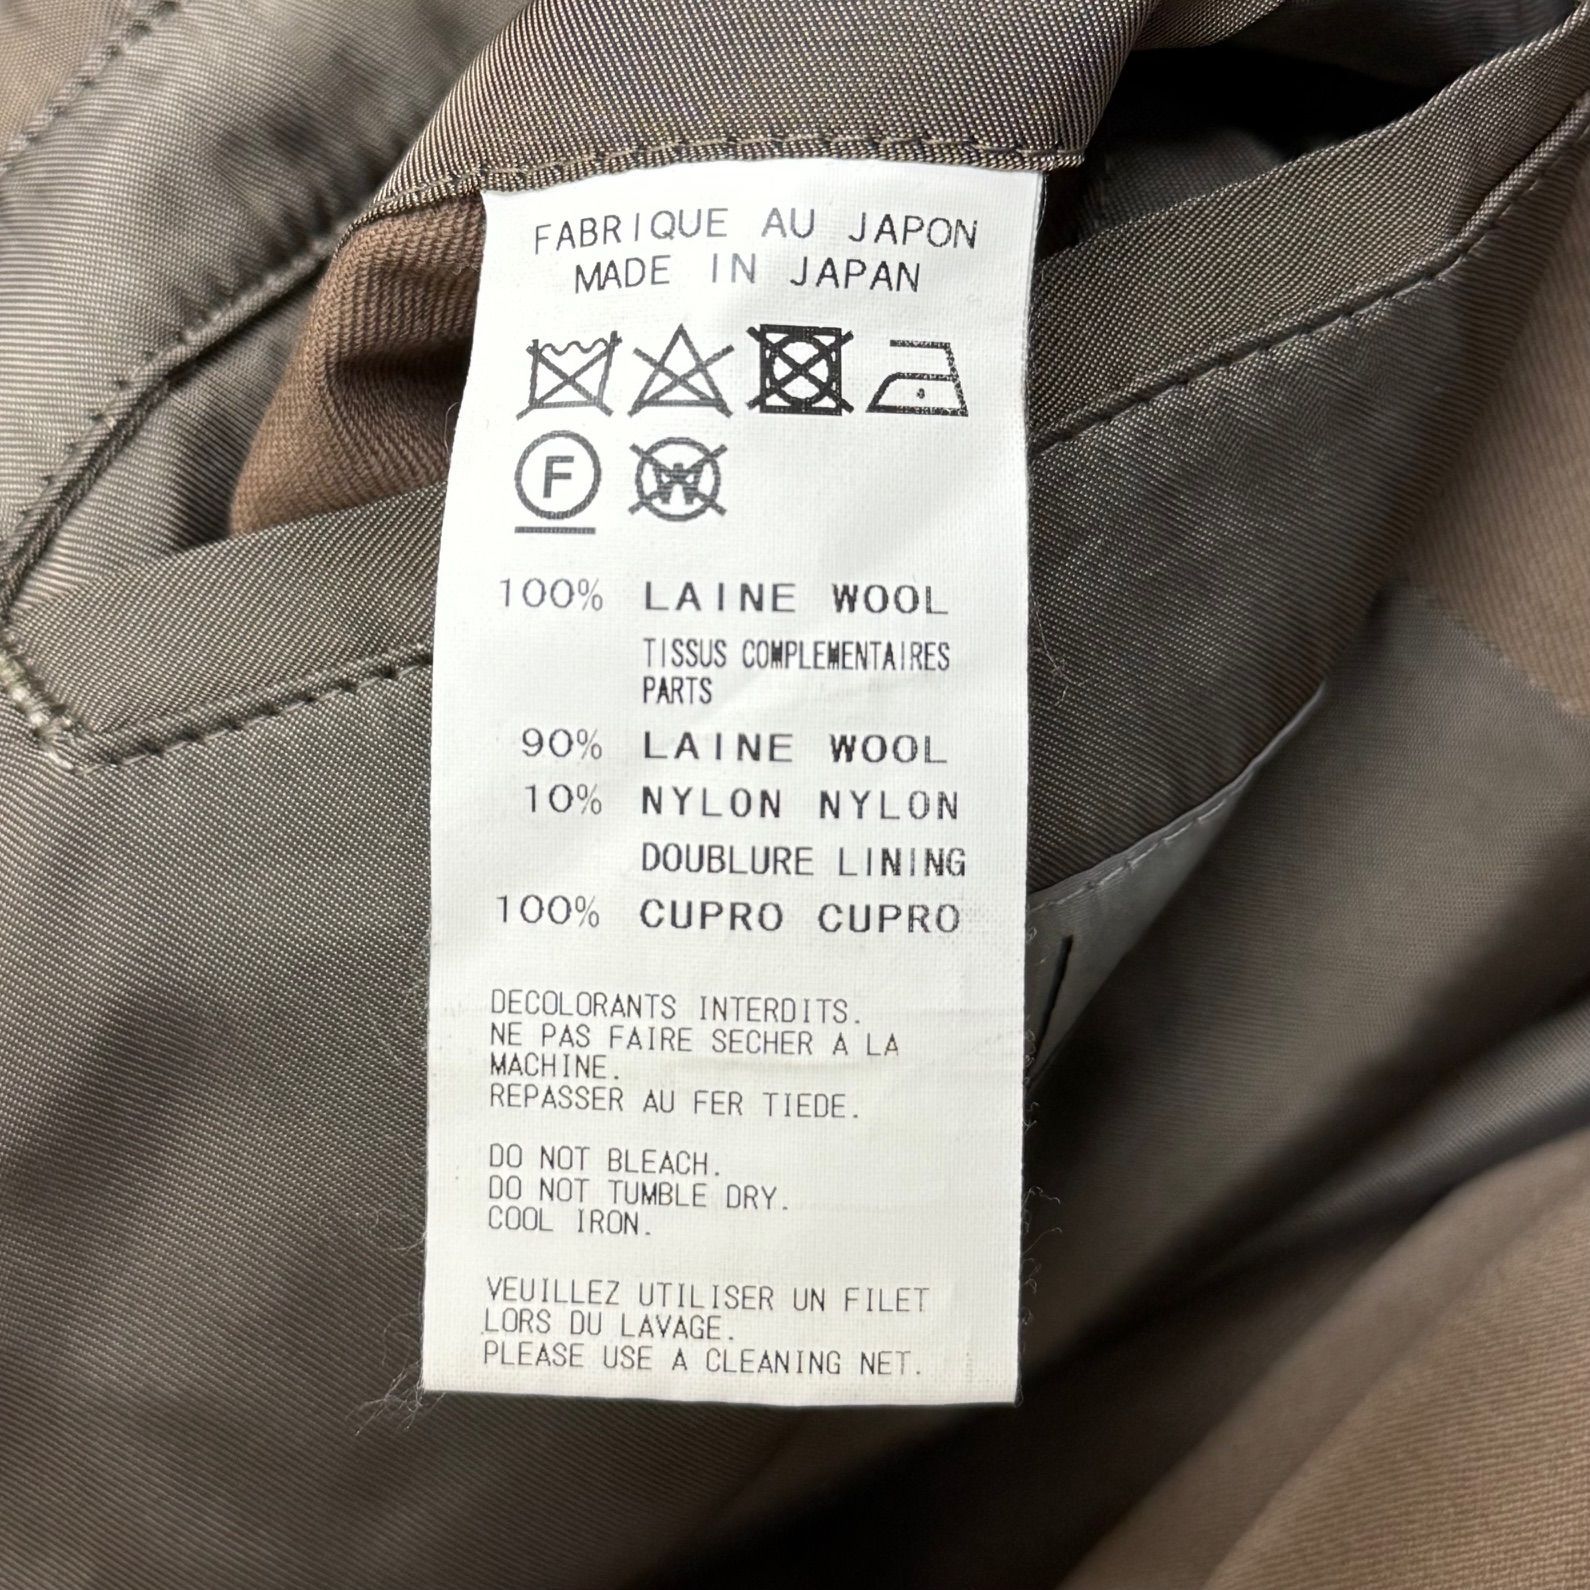 FABRIQUE AU JAPON
MADE IN JAPAN
F W
100% LAINE WOOL
TISSUS COMPLEMENTAIRES
PARTS
90% LAINE WOOL
10% NYLON NYLON
DOUBLURE LINING
100% CUPRO CUPRO
DECOLORANTS INTERDITS.
NE PAS FAIRE SECHER A LA
MACHINE.
REPASSER AU FER TIEDE.
DO NOT BLEACH.
DO NOT TUMBLE DRY.
COOL IRON.
VEUILLEZ UTILISER UN FILET
LORS DU LAVAGE.
PLEASE USE A CLEANING NET.